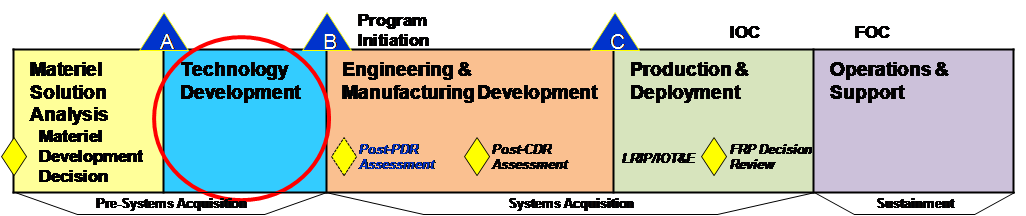 A
B
Program
Initiation
C
IOC
FOC
Materiel
Solution
Analysis
Materiel
Development
Decision
Technology
Development
Engineering &
Manufacturing Development
Post-PDR
Assessment
Post-CDR
Assessment
Production &
Deployment
LRIP/IOT&E
FRP Decision
Review
Operations &
Support
Pre-Systems Acquisition
Systems Acquisition
Sustainment